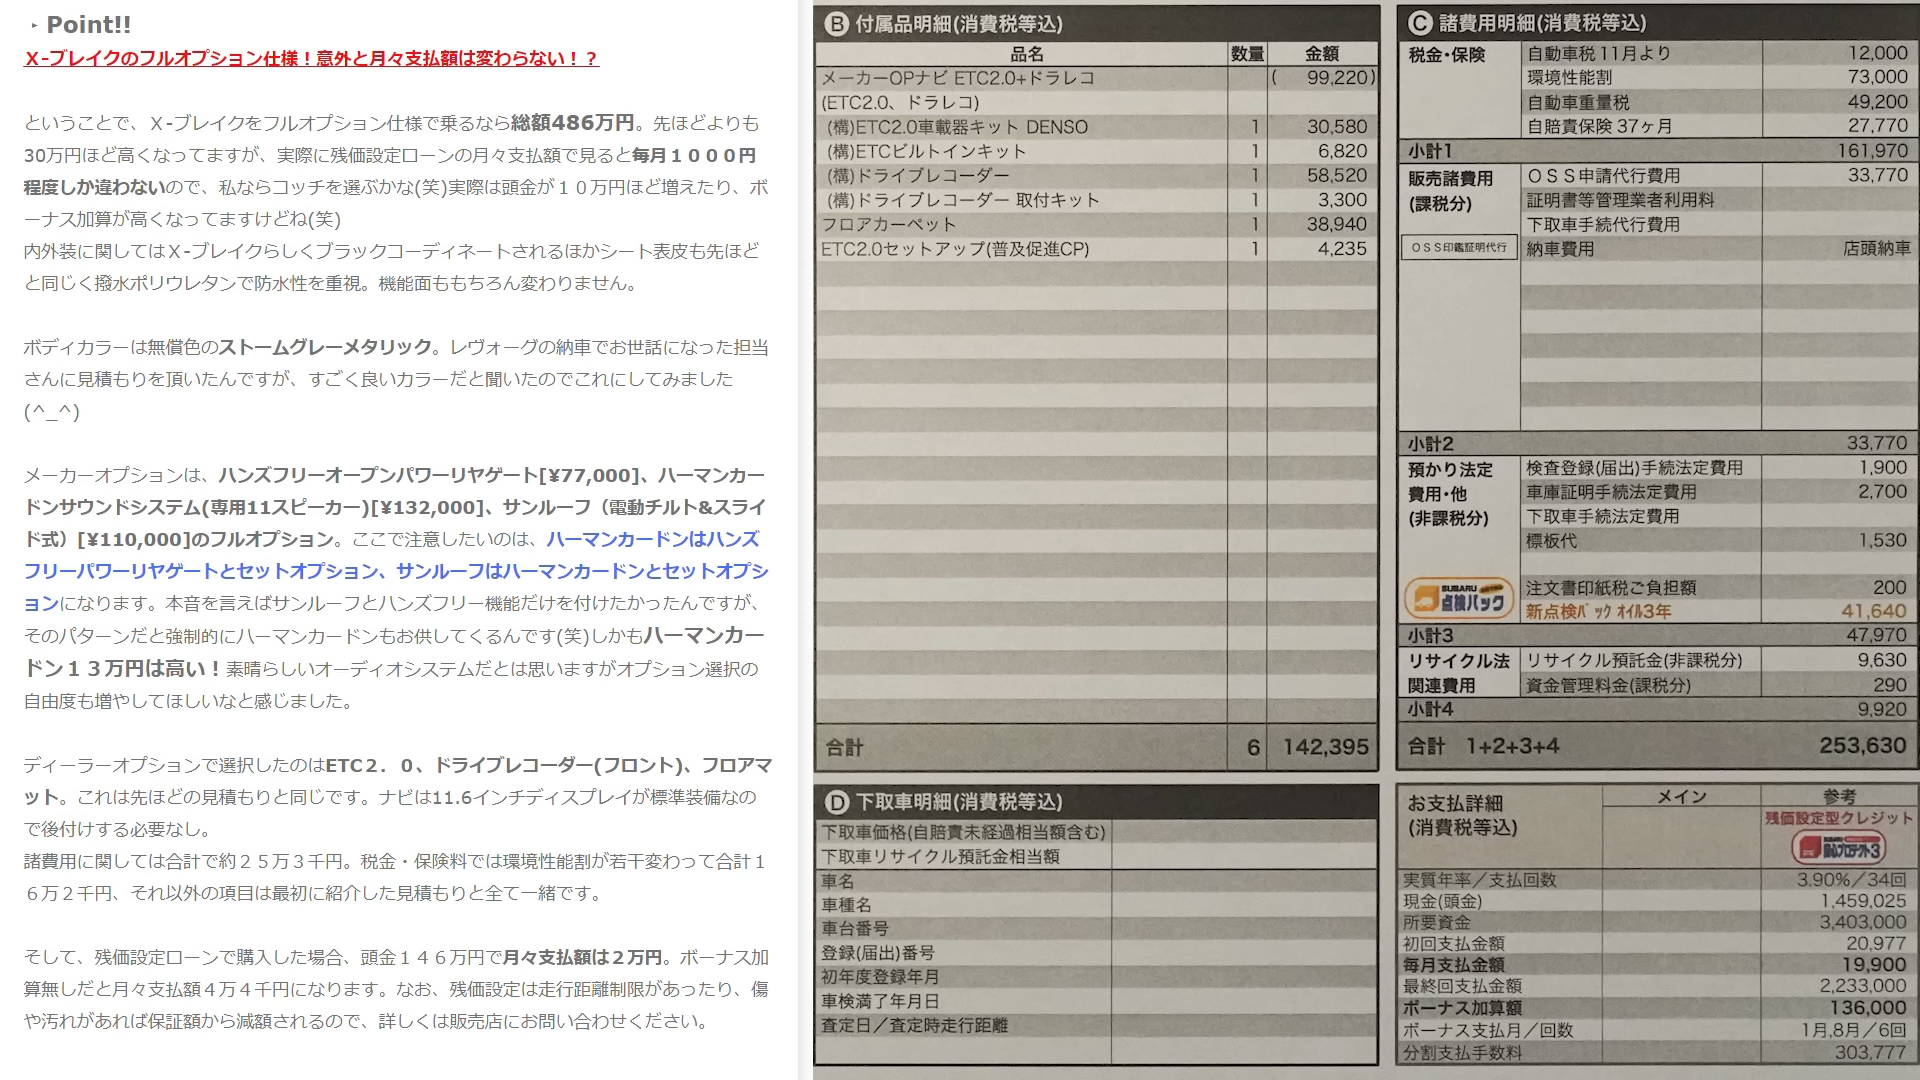 ・Point!!
Ｘ-ブレイクのフルオプション仕様！意外と月々支払額は変わらない！？
ということで、Ｘ-ブレイクをフルオプション仕様で乗るなら総額486万円。先ほどよりも
30万円ほど高くなってますが、実際に残価設定ローンの月々支払額で見ると毎月１０００円
程度しか違わないので、私ならコッチを選ぶかな(笑)実際は頭金が１０万円ほど増えたり、ボ
ーナス加算が高くなってますけどね(笑)
内外装に関してはＸ-ブレイクらしくブラックコーディネートされるほかシート表皮も先ほど
と同じく撥水ポリウレタンで防水性を重視。機能面ももちろん変わりません。
ボディカラーは無償色のストームグレーメタリック。レヴォーグの納車でお世話になった担当
さんに見積もりを頂いたんですが、すごく良いカラーだと聞いたのでこれにしてみました
(^_^)
メーカーオプションは、ハンズフリーオープンパワーリヤゲート[¥77,000]、ハーマンカー
ドンサウンドシステム(専用11スピーカー)[¥132,000]、サンルーフ（電動チルト&スライ
ド式）[¥110,000]のフルオプション。ここで注意したいのは、ハーマンカードンはハンズ
フリーパワーリヤゲートとセットオプション、サンルーフはハーマンカードンとセットオプシ
ョンになります。本音を言えばサンルーフとハンズフリー機能だけを付けたかったんですが、
そのパターンだと強制的にハーマンカードンもお供してくるんです(笑)しかもハーマンカー
ドン１３万円は高い！素晴らしいオーディオシステムだとは思いますがオプション選択の
自由度も増やしてほしいなと感じました。
ディーラーオプションで選択したのはETC２．０、ドライブレコーダー(フロント)、フロアマ
ット。これは先ほどの見積もりと同じです。ナビは11.6インチディスプレイが標準装備なの
で後付けする必要なし。
諸費用に関しては合計で約２５万３千円。税金・保険料では環境性能割が若干変わって合計１
６万２千円、それ以外の項目は最初に紹介した見積もりと全て一緒です。
そして、残価設定ローンで購入した場合、頭金１４６万円で月々支払額は２万円。ボーナス加
算無しだと月々支払額４万４千円になります。なお、残価設定は走行距離制限があったり、傷
や汚れがあれば保証額から減額されるので、詳しくは販売店にお問い合わせください。
B 付属品明細(消費税等込)
品名 数量 金額
メーカーOPナビ ETC2.0+ドラレコ ( 99,220)
(ETC2.0、ドラレコ)
(構)ETC2.0車載器キット DENSO 1 30,580
(構)ETCビルトインキット 1 6,820
(構)ドライブレコーダー 1 58,520
(構)ドライブレコーダー 取付キット 1 3,300
フロアカーペット 1 38,940
ETC2.0セットアップ(普及促進CP) 1 4,235
合計 6 142,395
C 諸費用明細(消費税等込)
税金・保険 自動車税 11月より 12,000
環境性能割 73,000
自動車重量税 49,200
自賠責保険 37ヶ月 27,770
小計1 161,970
販売諸費用 ＯＳＳ申請代行費用 33,770
(課税分) 証明書等管理業者利用料
下取車手続代行費用
ＯＳＳ印鑑証明代行 納車費用 店頭納車
小計2 33,770
預かり法定 検査登録(届出)手続法定費用 1,900
費用・他 車庫証明手続法定費用 2,700
(非課税分) 下取車手続法定費用
標板代 1,530
SUBARU 点検パック 注文書印紙税ご負担額 200
新点検ﾊﾟｯｸ ｵｲﾙ3年 41,640
小計3 47,970
リサイクル法 リサイクル預託金(非課税分) 9,630
関連費用 資金管理料金(課税分) 290
小計4 9,920
合計 1+2+3+4 253,630
D 下取車明細(消費税等込)
下取車価格(自賠責未経過相当額含む)
下取車リサイクル預託金相当額
車名
車種名
車台番号
登録(届出)番号
初年度登録年月
車検満了年月日
査定日／査定時走行距離
お支払詳細 メイン 参考
(消費税等込) 残価設定型クレジット
安心プロテクト3
実質年率／支払回数 3.90%／34回
現金(頭金) 1,459,025
所要資金 3,403,000
初回支払金額 20,977
毎月支払金額 19,900
最終回支払金額 2,233,000
ボーナス加算額 136,000
ボーナス支払月／回数 1月,8月／6回
分割支払手数料 303,777